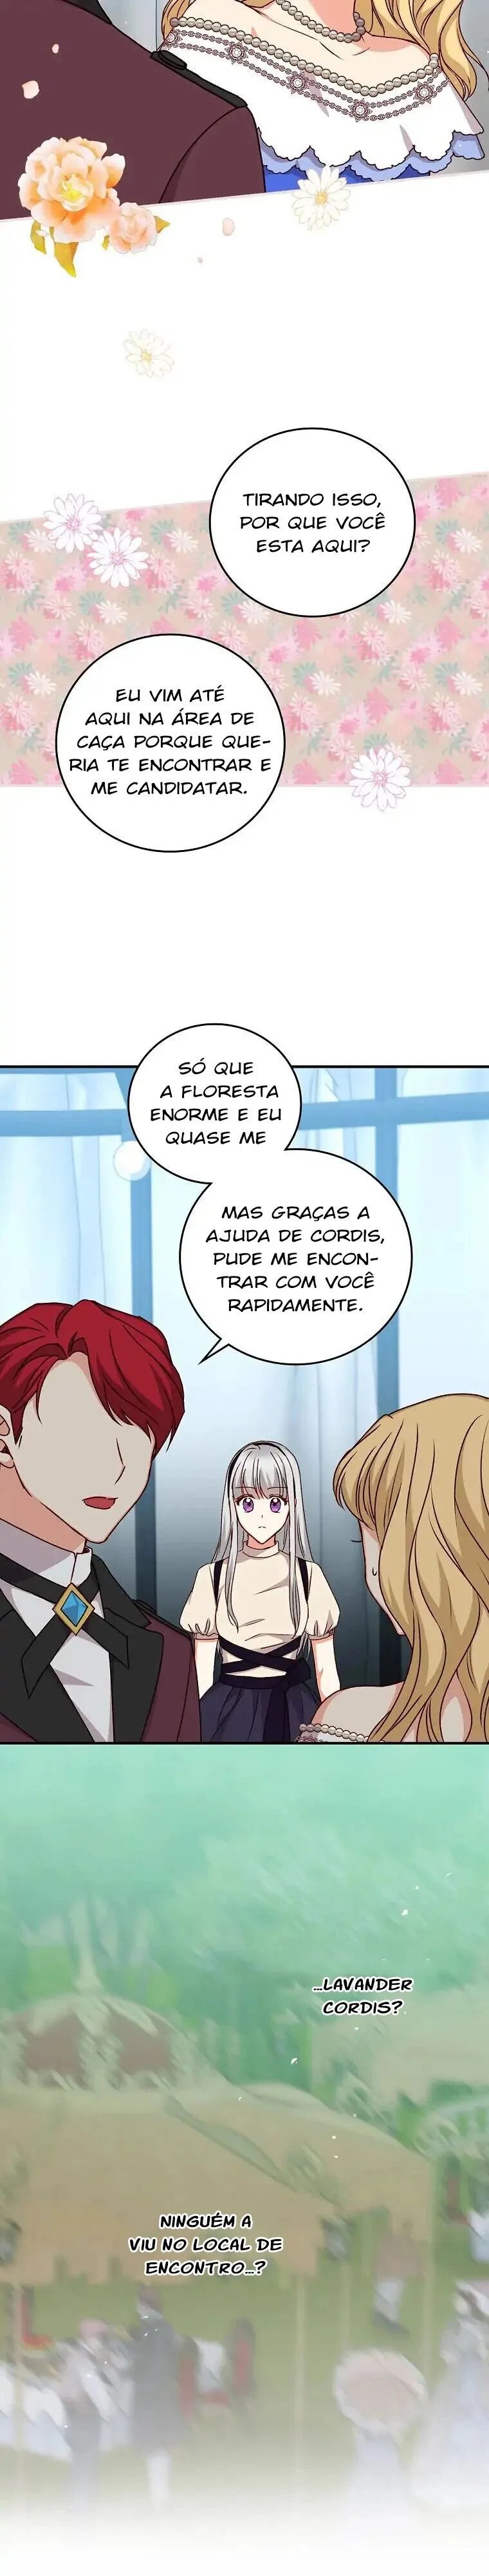 TIRANDO ISSO,
POR QUE VOCÊ
ESTA AQUI?
EU VIM ATÉ
AQUI NA ÁREA DE
CAÇA PORQUE QUE-
RIA TE ENCONTRAR E
ME CANDIDATAR.
SÓ QUE
A FLORESTA
ENORME E EU
QUASE ME
MAS GRAÇAS A
AJUDA DE CORDIS,
PUDE ME ENCON-
TRAR COM VOCÊ
RAPIDAMENTE.
...LAVANDER
CORDIS?
NINGUÉM A
VIU NO LOCAL DE
ENCONTRO...?